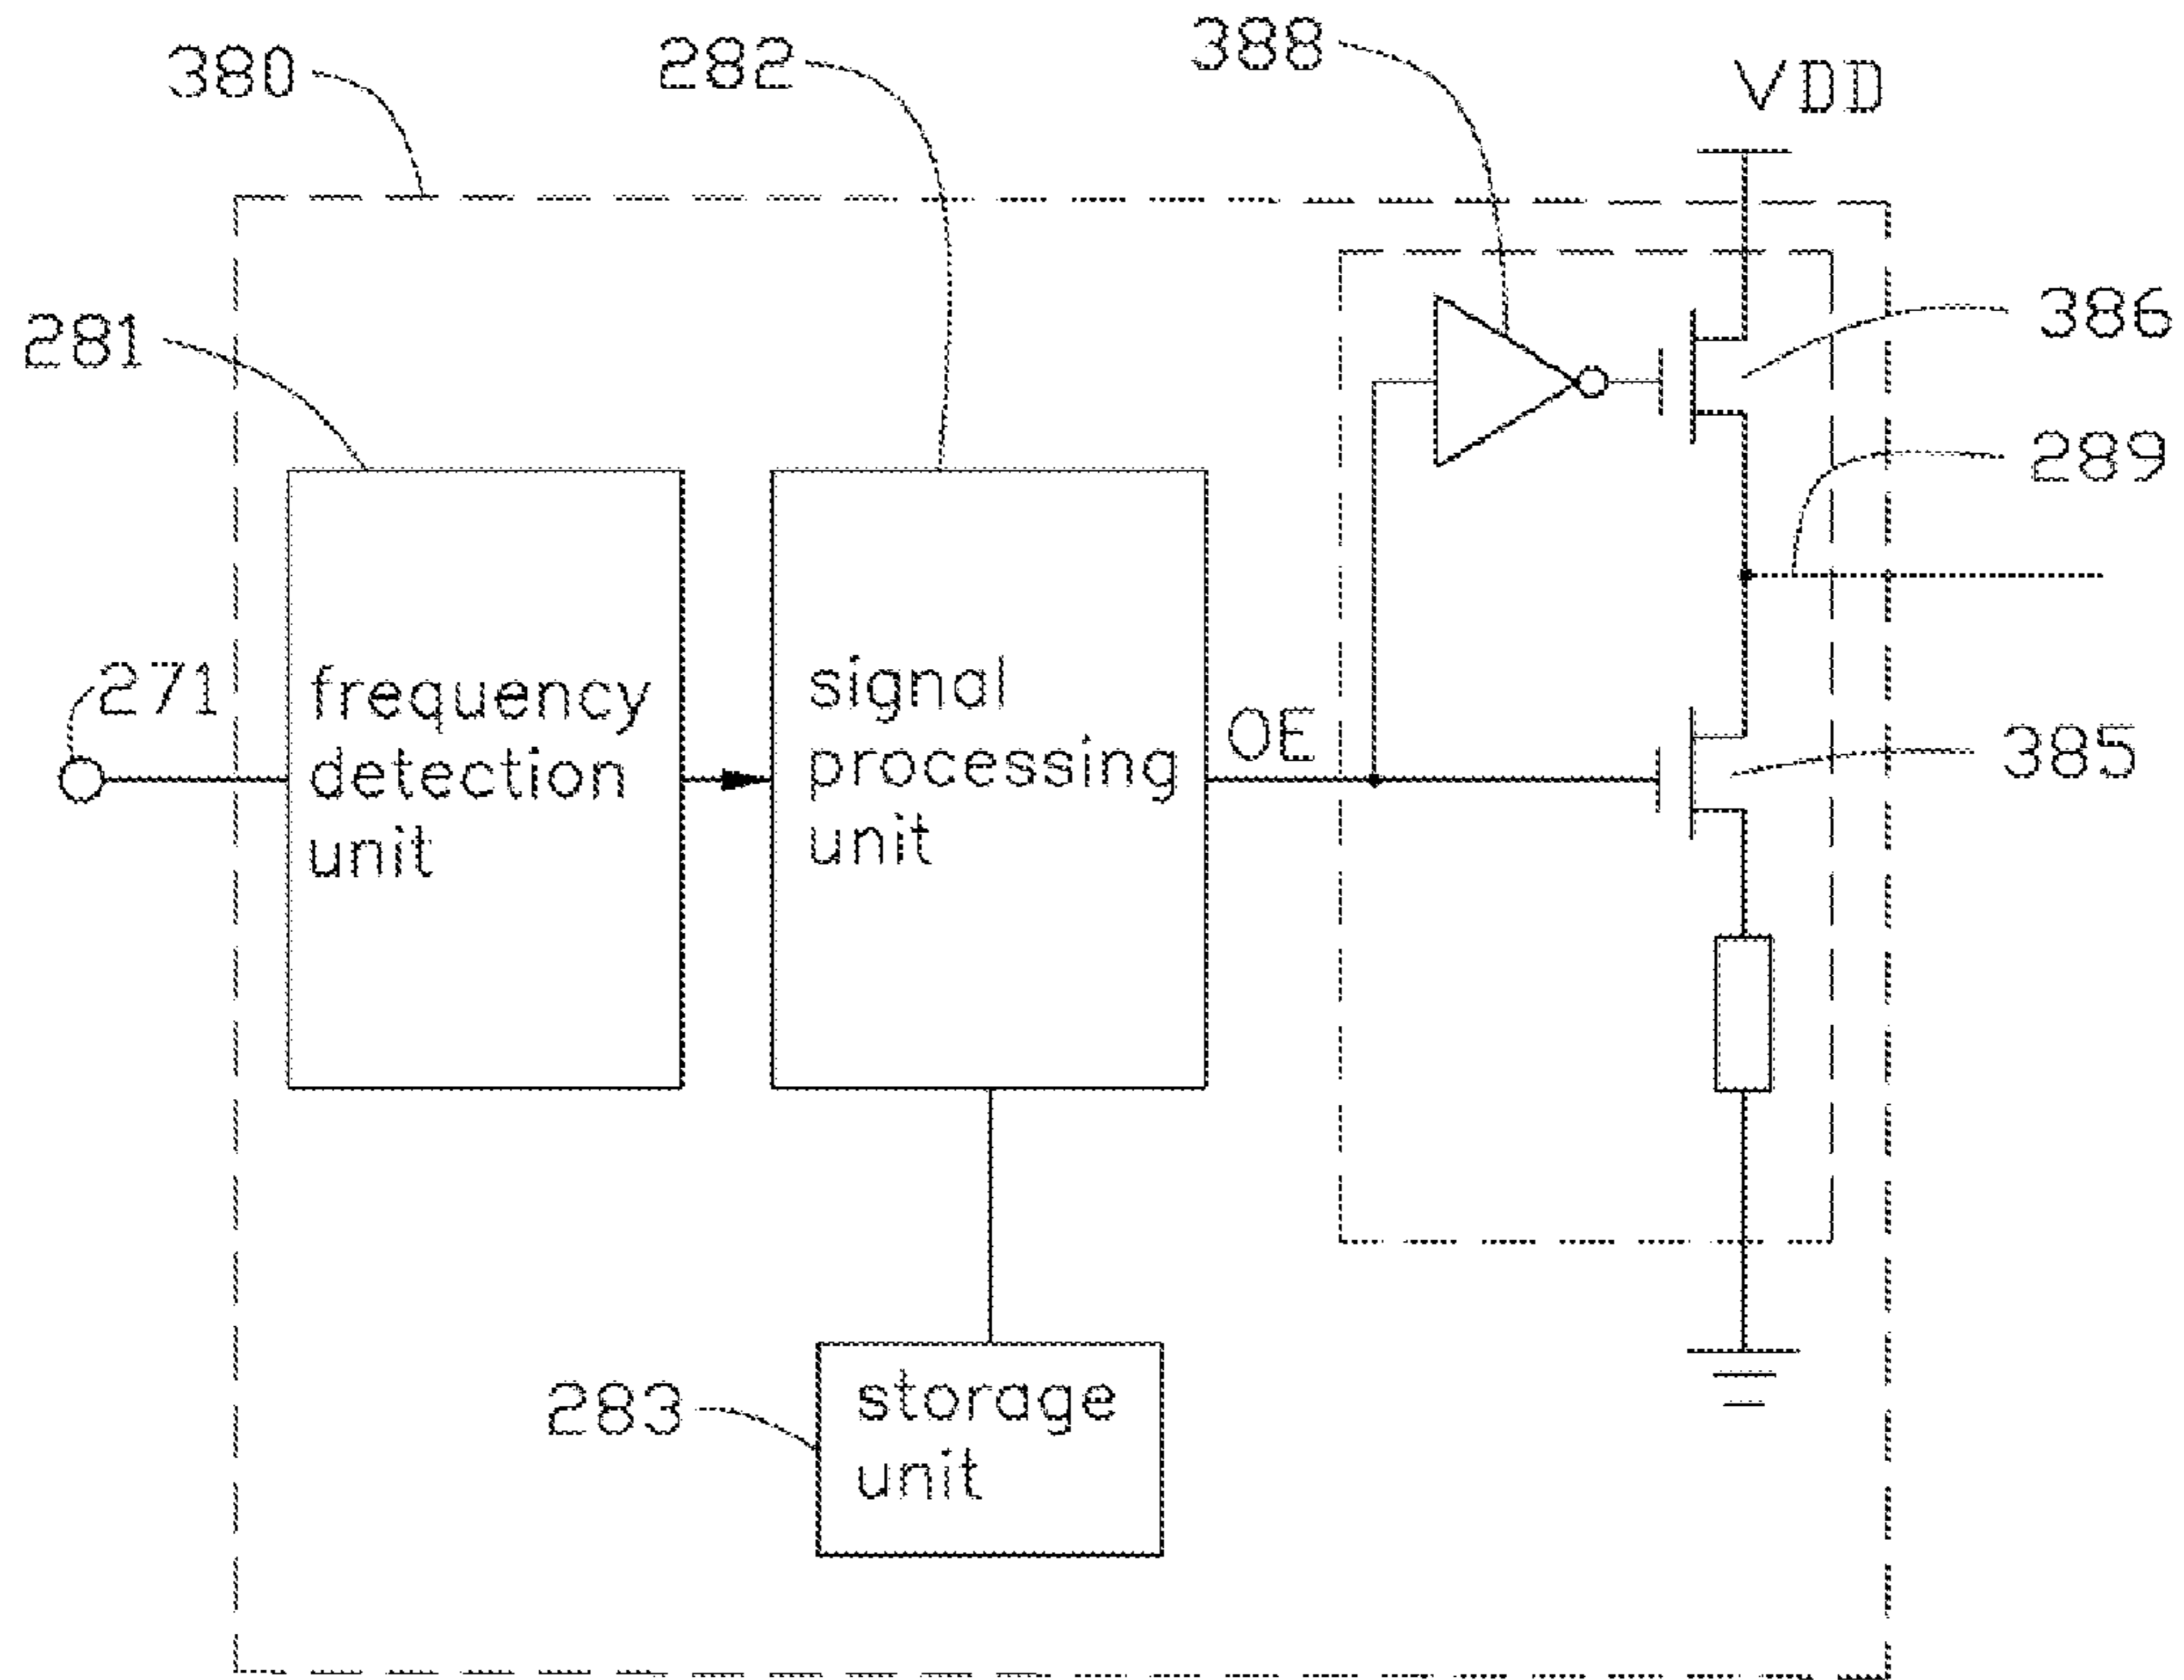 388
282
380
VDD
281
386
289
271
frequency
detection
unit
signal
processing
unit
OE
385
283
storage
unit